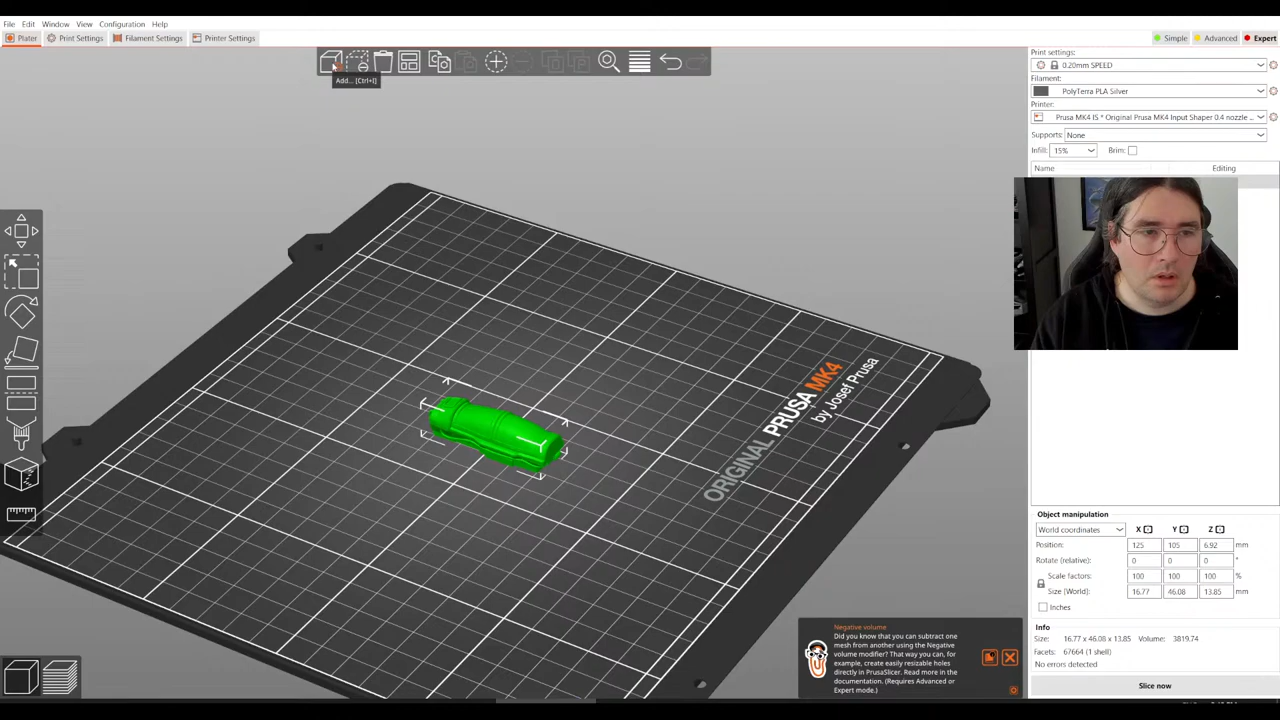 File Edit Window View Configuration Help
Plater Print Settings Filament Settings Printer Settings
Simple Advanced Expert
Add... [Ctrl+I]
Print settings:
0.20mm SPEED
Filament:
PolyTerra PLA Silver
Printer:
Prusa MK4 IS * Original Prusa MK4 Input Shaper 0.4 nozzle ...
Supports: None
Infill: 15% Brim:
Name Editing
ORIGINAL PRUSA MK4
by Josef Prusa
Object manipulation
World coordinates X Y Z
Position: 125 105 6.92 mm
Rotate (relative): 0 0 0 °
Scale factors: 100 100 100 %
Size [World]: 16.77 46.08 13.85 mm
Inches
Info
Size: 16.77 x 46.08 x 13.85 Volume: 3819.74
Facets: 67664 (1 shell)
No errors detected
Slice now
Negative volume
Did you know that you can subtract one
mesh from another using the Negative
volume modifier? That way you can, for
example, create easily resizable holes
directly in PrusaSlicer. Read more in the
documentation. (Requires Advanced or
Expert mode.)